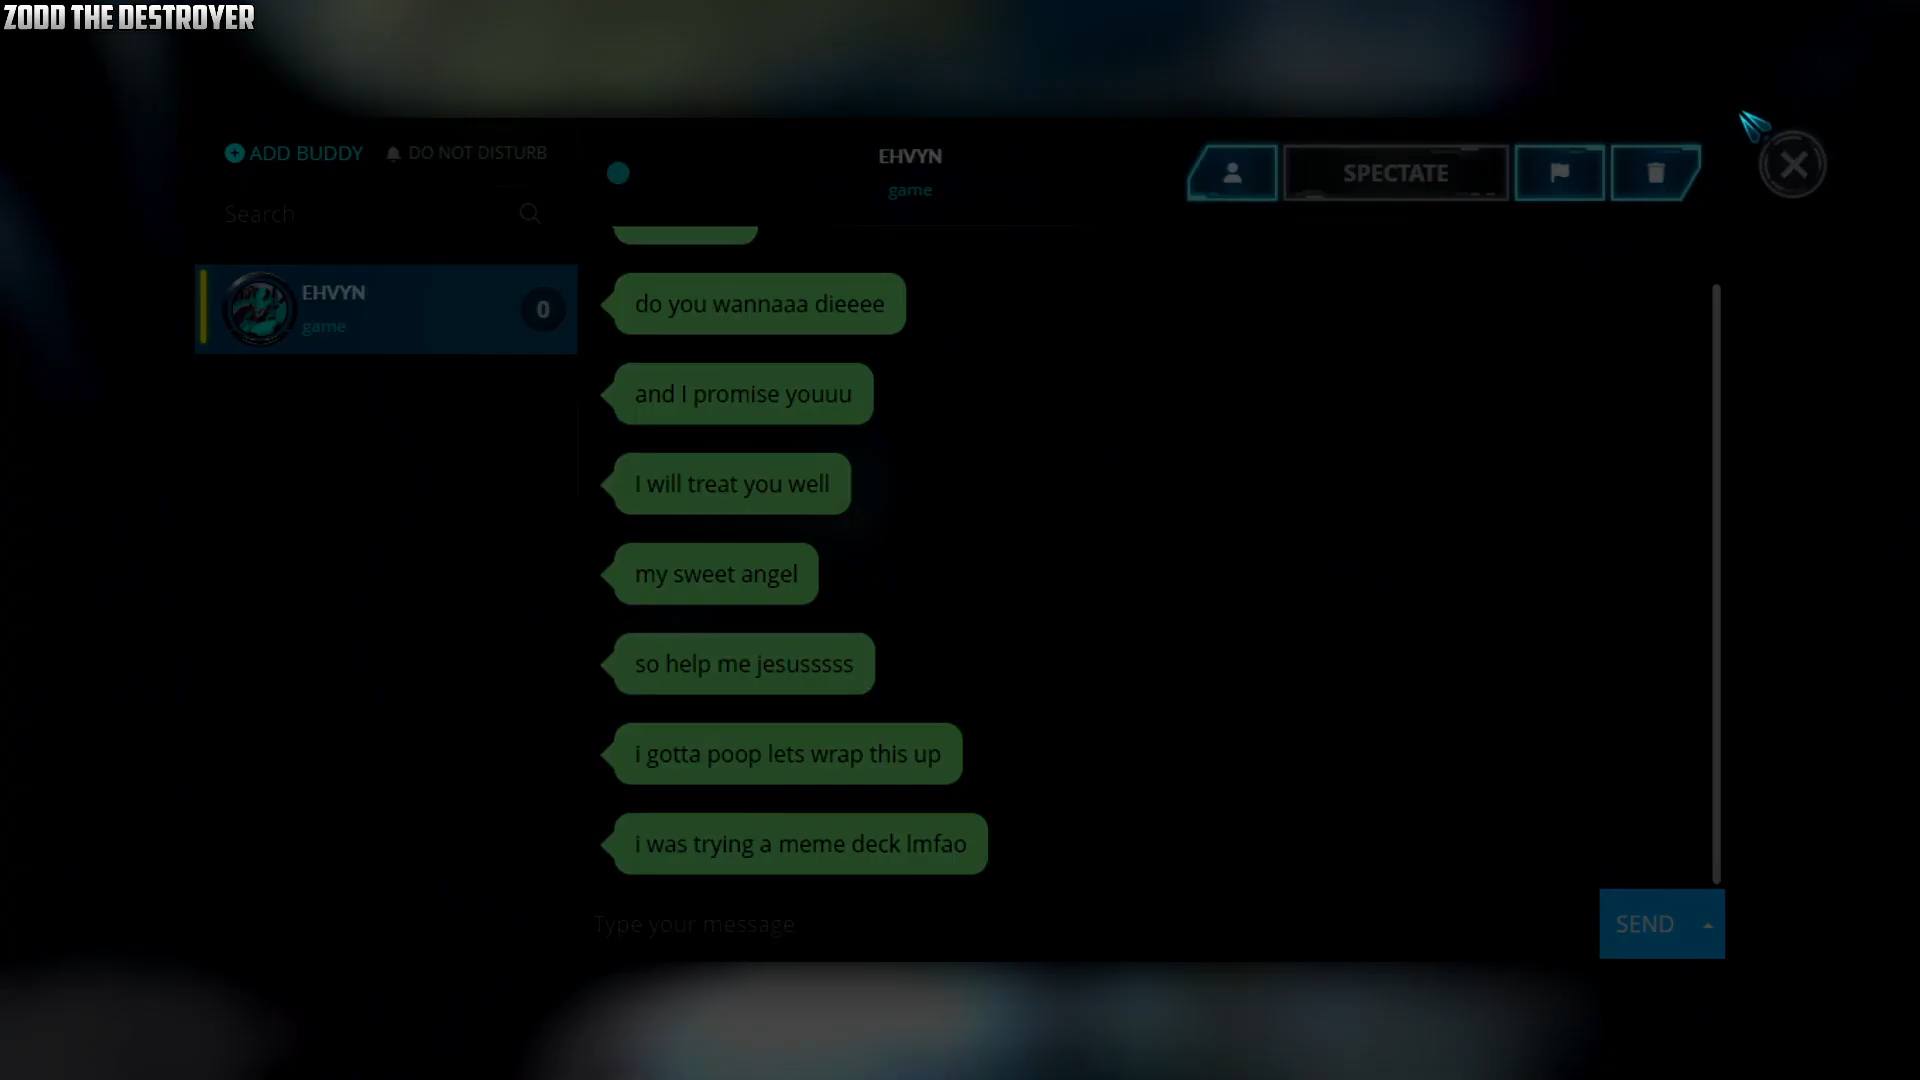 ZODD THE DESTROYER
ADD BUDDY
DO NOT DISTURB
Search
EHVYN
game
0
EHVYN
game
SPECTATE
do you wannaaa dieeee
and I promise youuu
I will treat you well
my sweet angel
so help me jesusssss
i gotta poop lets wrap this up
i was trying a meme deck lmfao
Type your message
SEND